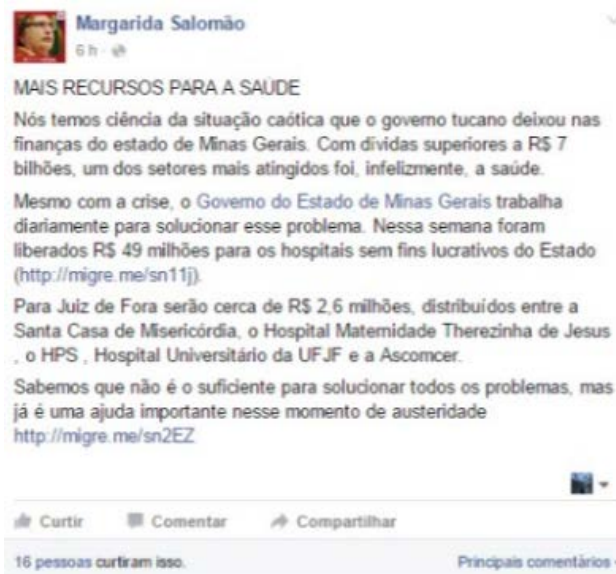 Margarida Salomão
6 h ·
MAIS RECURSOS PARA A SAÚDE
Nós temos ciência da situação caótica que o governo tucano deixou nas
finanças do estado de Minas Gerais. Com dívidas superiores a R$ 7
bilhões, um dos setores mais atingidos foi, infelizmente, a saúde.
Mesmo com a crise, o Governo do Estado de Minas Gerais trabalha
diariamente para solucionar esse problema. Nessa semana foram
liberados R$ 49 milhões para os hospitais sem fins lucrativos do Estado
(http://migre.me/sn11j).
Para Juiz de Fora serão cerca de R$ 2,6 milhões, distribuídos entre a
Santa Casa de Misericórdia, o Hospital Maternidade Therezinha de Jesus
, o HPS , Hospital Universitário da UFJF e a Ascomcer.
Sabemos que não é o suficiente para solucionar todos os problemas, mas
já é uma ajuda importante nesse momento de austeridade
http://migre.me/sn2EZ
Curtir Comentar Compartilhar
16 pessoas curtiram isso. Principais comentários